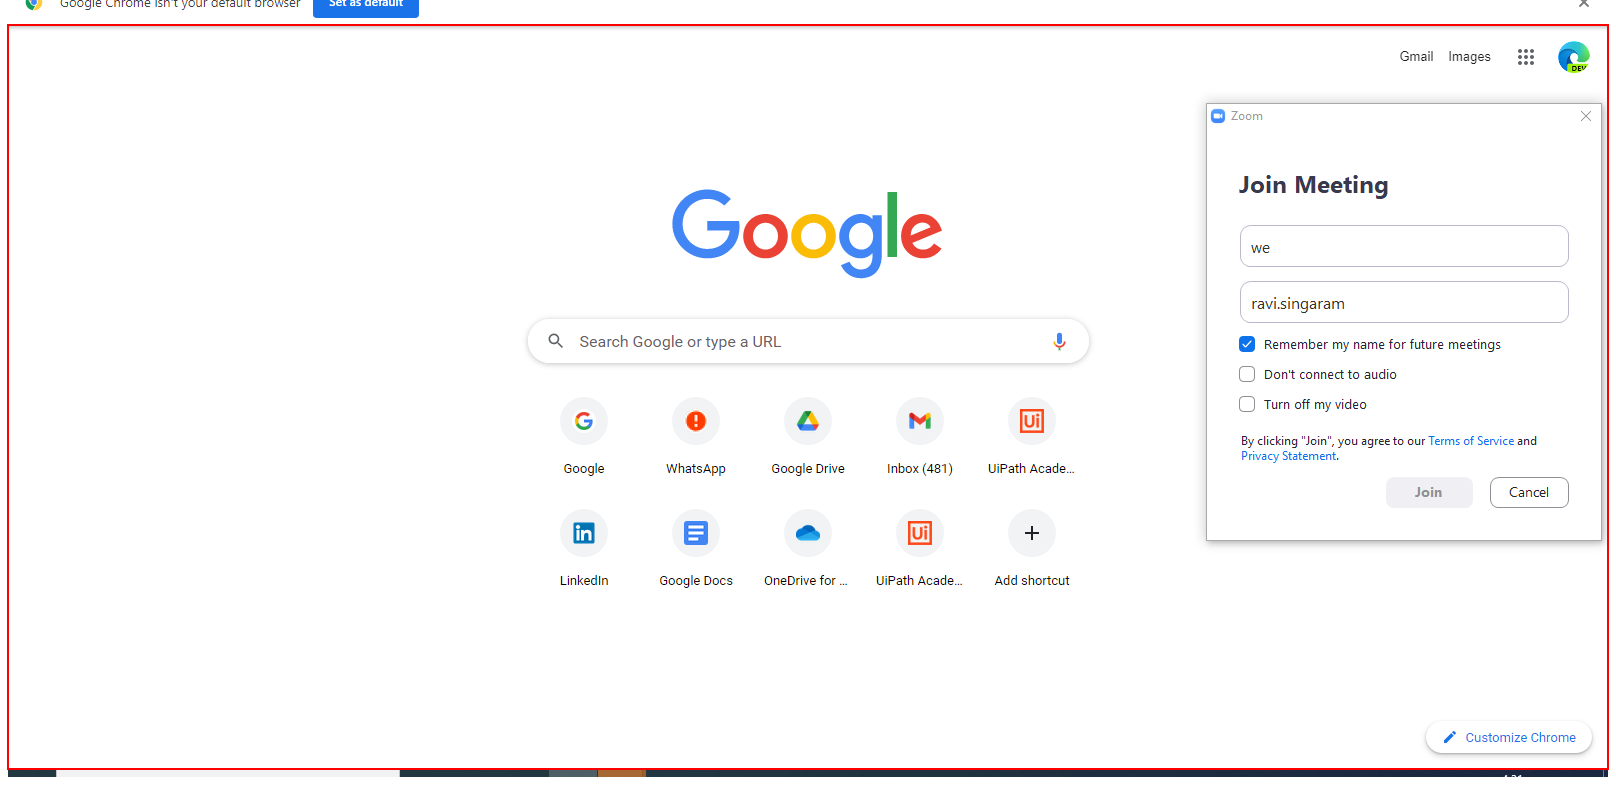 Google Chrome isn't your default browser
Set as default
Gmail Images
DEV
Zoom
Join Meeting
Google
we
ravi.singaram
Search Google or type a URL
Remember my name for future meetings
Don't connect to audio
Turn off my video
By clicking "Join", you agree to our Terms of Service and
Privacy Statement.
Join Cancel
Google WhatsApp Google Drive Inbox (481) UiPath Acade...
LinkedIn Google Docs OneDrive for ... UiPath Acade... Add shortcut
Customize Chrome